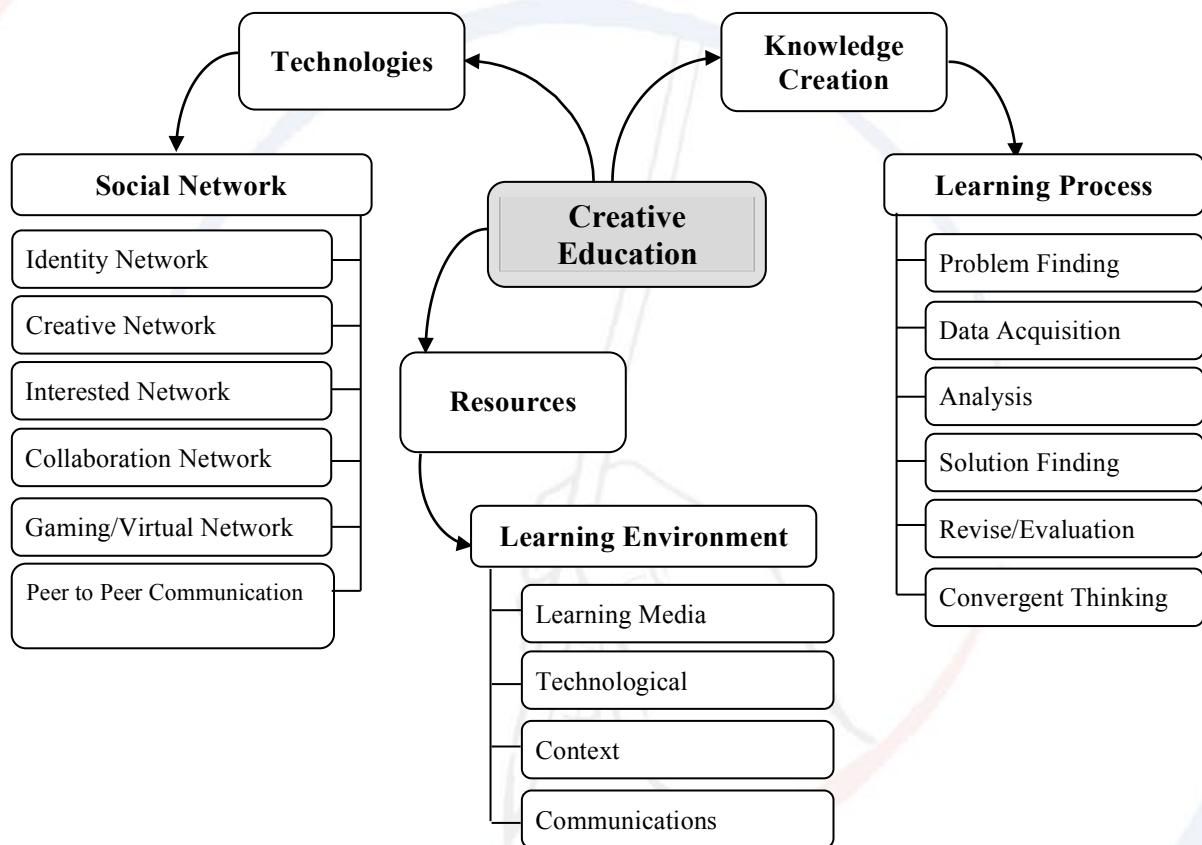 Technologies
Knowledge
Creation
Social Network
Identity Network
Creative Network
Interested Network
Collaboration Network
Gaming/Virtual Network
Peer to Peer Communication
Creative
Education
Resources
Learning Environment
Learning Media
Technological
Context
Communications
Learning Process
Problem Finding
Data Acquisition
Analysis
Solution Finding
Revise/Evaluation
Convergent Thinking